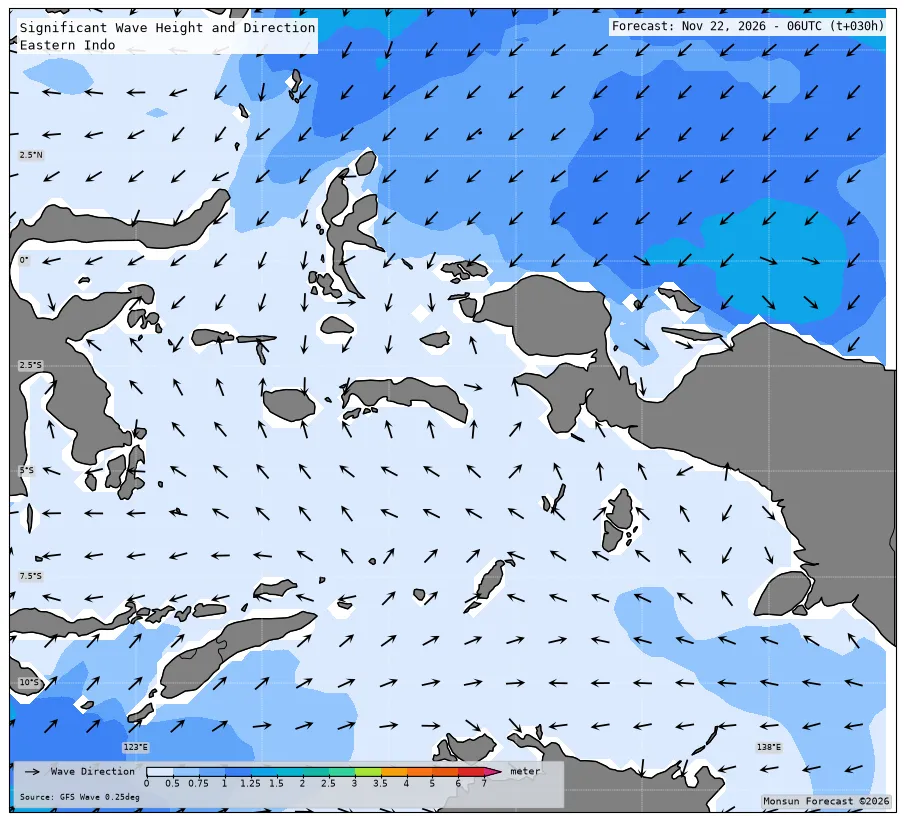 Significant Wave Height and Direction
Eastern Indo
Forecast: Nov 22, 2026 - 06UTC (t+030h)
2.5°N
0°
2.5°S
5°S
7.5°S
10°S
123°E
138°E
Wave Direction
meter
0 0.5 0.75 1 1.25 1.5 2 2.5 3 3.5 4 5 6 7
Source: GFS Wave 0.25deg
Monsun Forecast ©2026